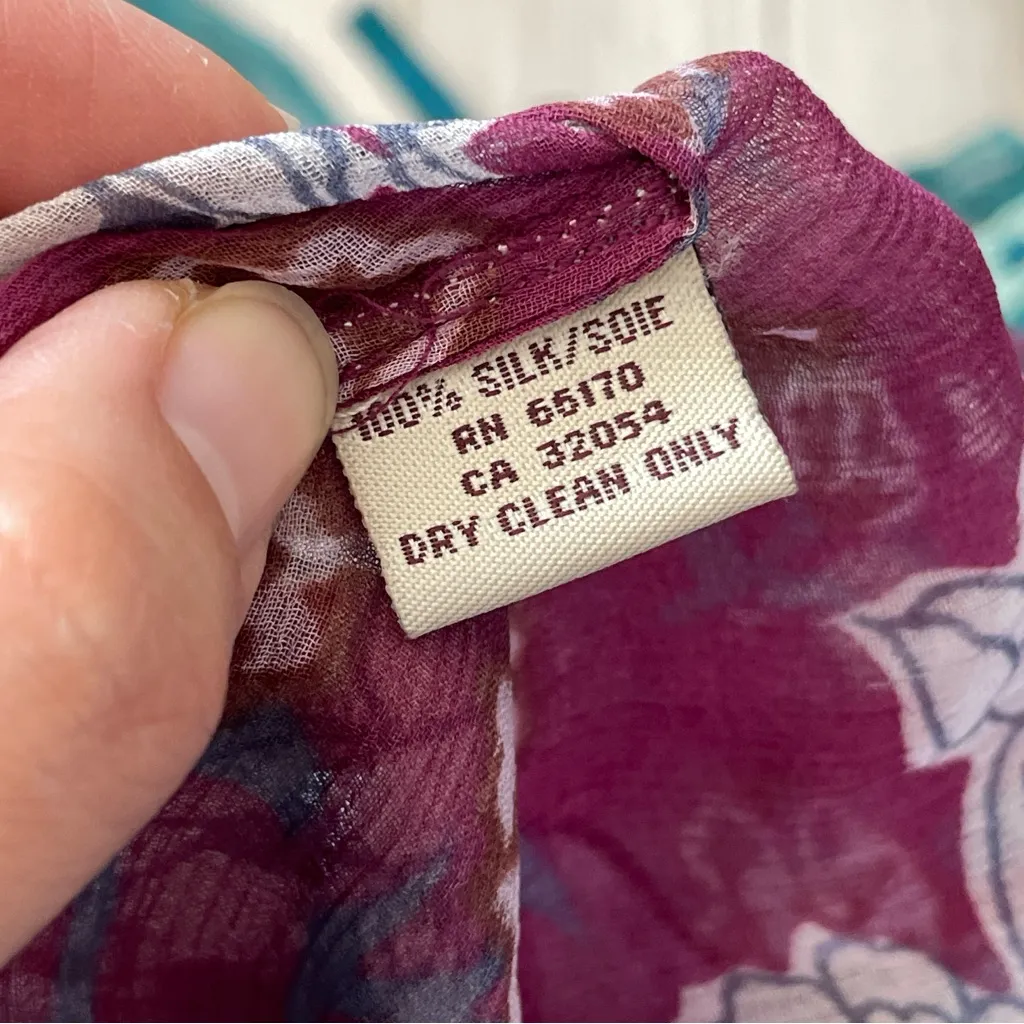 100% SILK/SOIE
RN 66170
CA 32054
DRY CLEAN ONLY